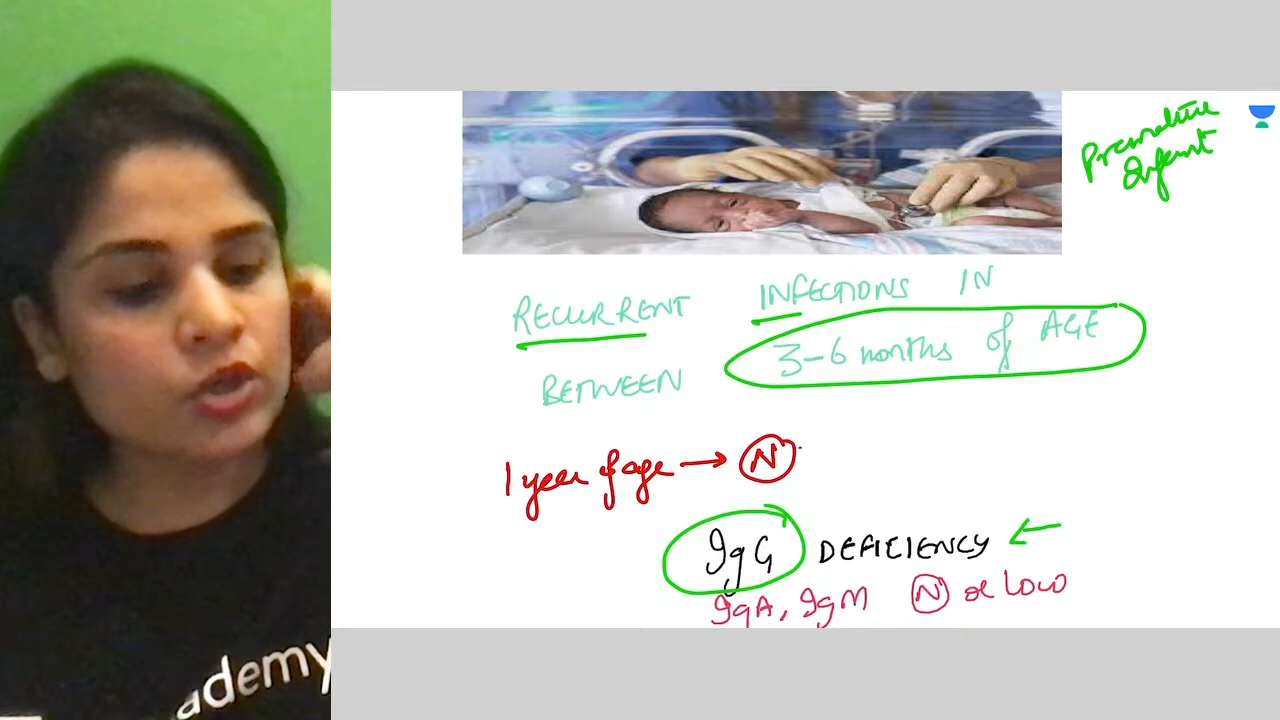 Premature
Infant
RECURRENT INFECTIONS IN
BETWEEN 3-6 months of AGE
1 year of age → N
IgG DEFICIENCY ←
IgA, IgM N or LOW
ademy